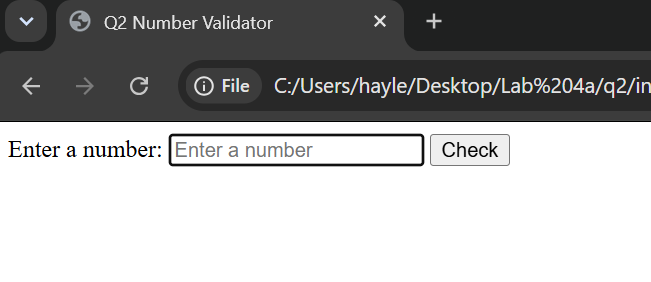 Q2 Number Validator
File C:/Users/hayle/Desktop/Lab%204a/q2/in
Enter a number: Enter a number Check